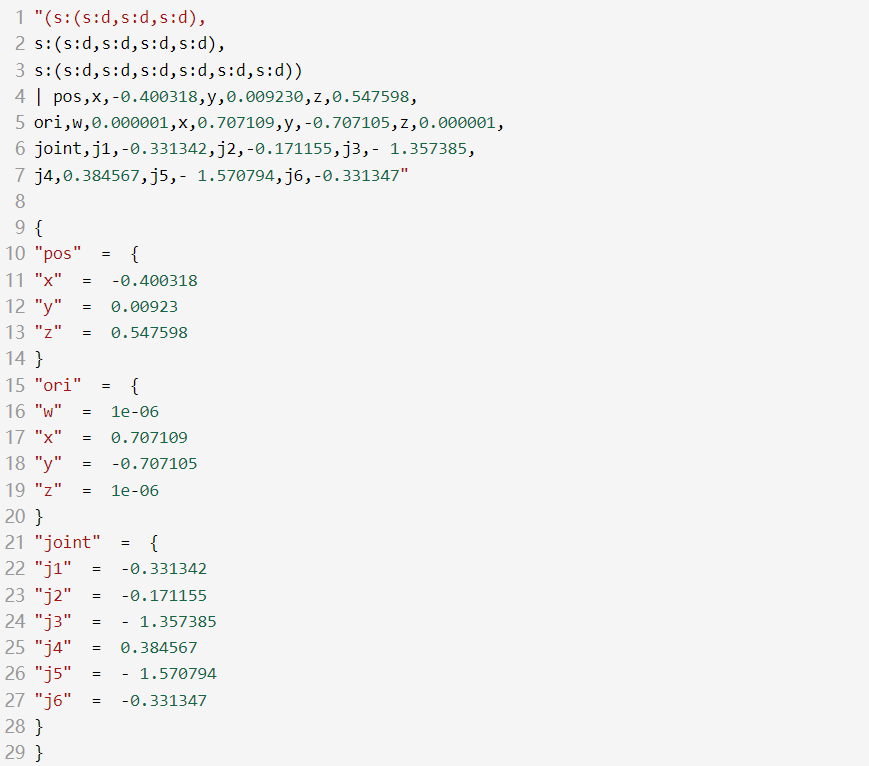 1 "(s:(s:d,s:d,s:d),
2 s:(s:d,s:d,s:d,s:d),
3 s:(s:d,s:d,s:d,s:d,s:d,s:d))
4 | pos,x,-0.400318,y,0.009230,z,0.547598,
5 ori,w,0.000001,x,0.707109,y,-0.707105,z,0.000001,
6 joint,j1,-0.331342,j2,-0.171155,j3,- 1.357385,
7 j4,0.384567,j5,- 1.570794,j6,-0.331347"
8
9 {
10 "pos" = {
11 "x" = -0.400318
12 "y" = 0.00923
13 "z" = 0.547598
14 }
15 "ori" = {
16 "w" = 1e-06
17 "x" = 0.707109
18 "y" = -0.707105
19 "z" = 1e-06
20 }
21 "joint" = {
22 "j1" = -0.331342
23 "j2" = -0.171155
24 "j3" = - 1.357385
25 "j4" = 0.384567
26 "j5" = - 1.570794
27 "j6" = -0.331347
28 }
29 }